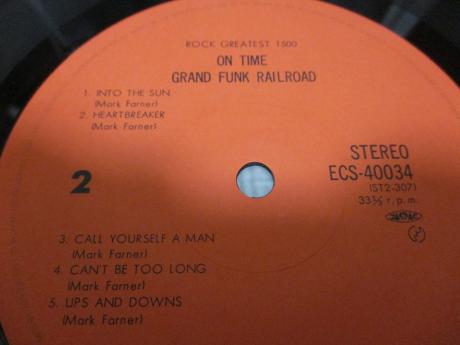 ROCK GREATEST 1500
ON TIME
GRAND FUNK RAILROAD
1. INTO THE SUN
(Mark Farner)
2. HEARTBREAKER
(Mark Farner)
2
STEREO
ECS-40034
(ST2-307)
33⅓ r.p.m.
3. CALL YOURSELF A MAN
(Mark Farner)
4. CAN'T BE TOO LONG
(Mark Farner)
5. UPS AND DOWNS
(Mark Farner)